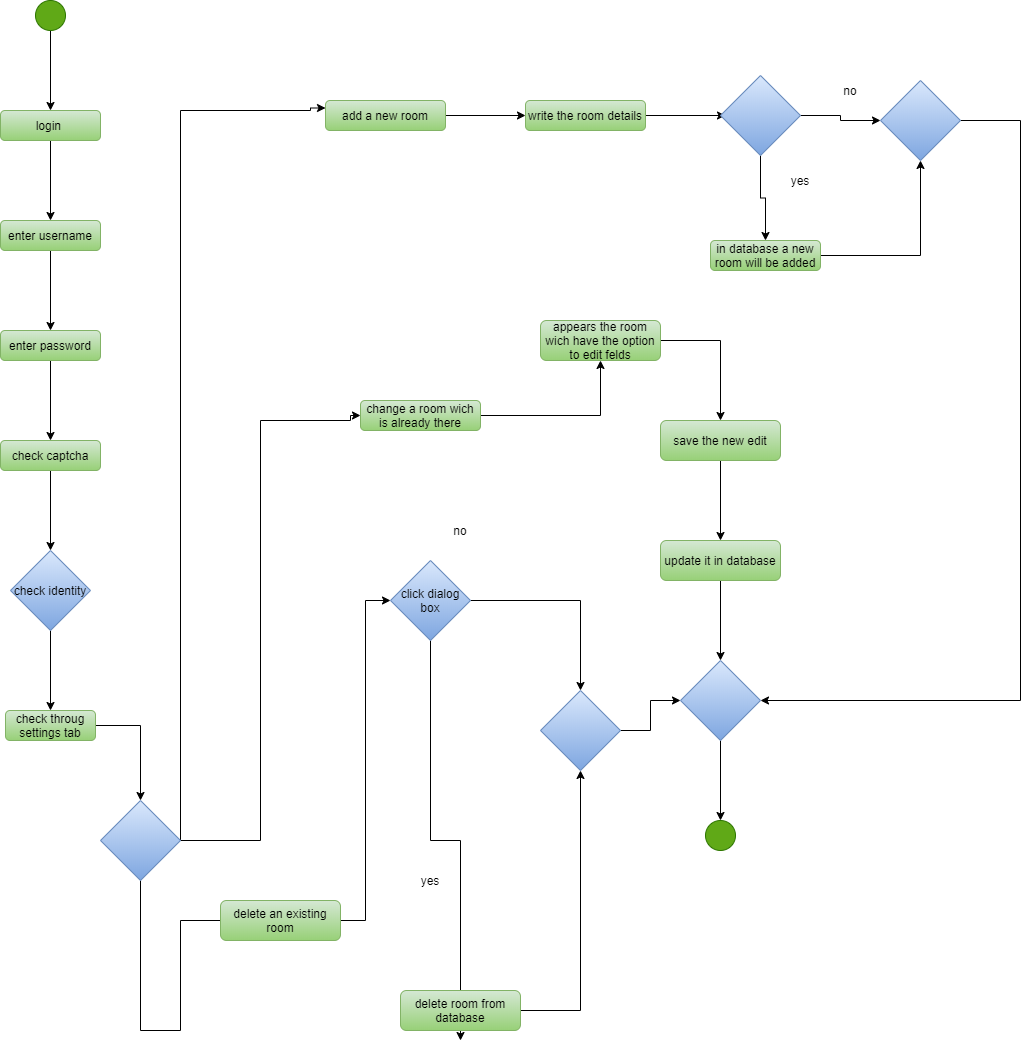 login
enter username
enter password
check captcha
check identity
check throug
settings tab
add a new room
write the room details
no
yes
in database a new
room will be added
change a room wich
is already there
appears the room
wich have the option
to edit felds
save the new edit
update it in database
delete an existing
room
click dialog
box
no
yes
delete room from
database